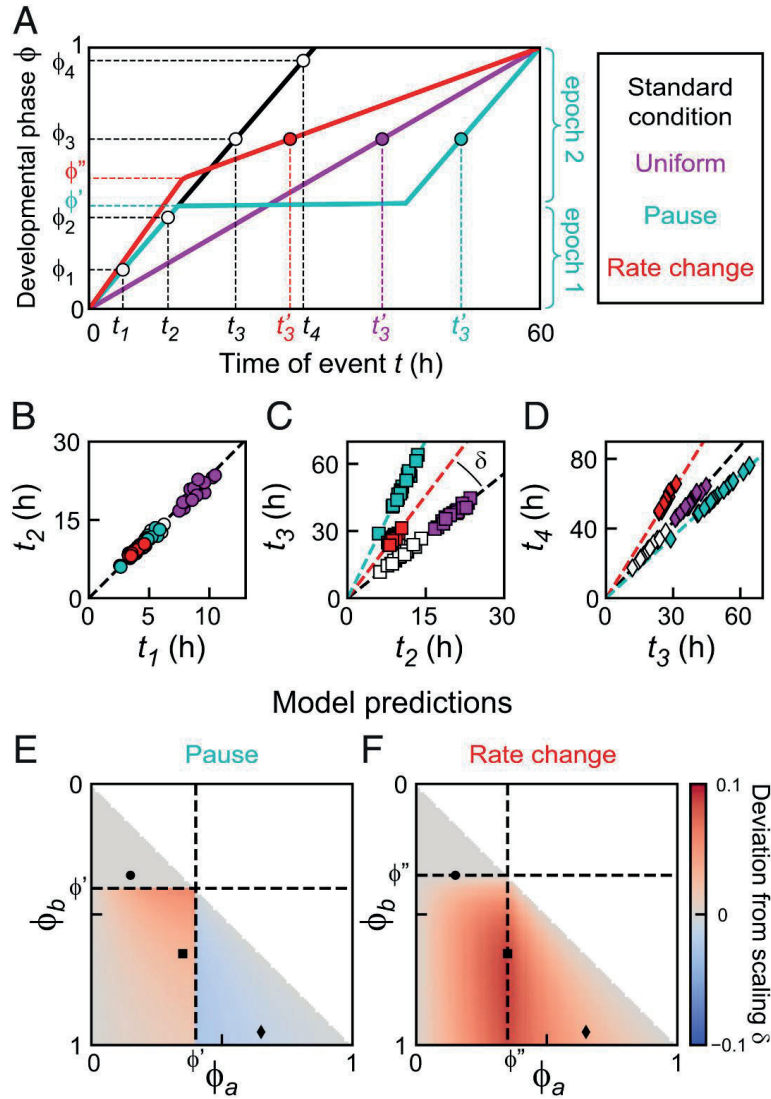 A
Developmental phase ϕ
1
ϕ4
ϕ3
ϕ''
ϕ'
ϕ2
ϕ1
0
0
t1
t2
t3
t'3
t4
t'3
t'3
60
Time of event t (h)
epoch 2
epoch 1
Standard
condition
Uniform
Pause
Rate change
B
t2 (h)
30
15
0
0
5
10
t1 (h)
C
t3 (h)
60
30
0
0
15
30
t2 (h)
δ
D
t4 (h)
80
40
0
0
30
60
t3 (h)
Model predictions
E
Pause
0
ϕ'
ϕb
1
0
ϕ'
ϕa
1
F
Rate change
0
ϕ''
ϕb
1
0
ϕ''
ϕa
1
0.1
0
−0.1
Deviation from scaling δ